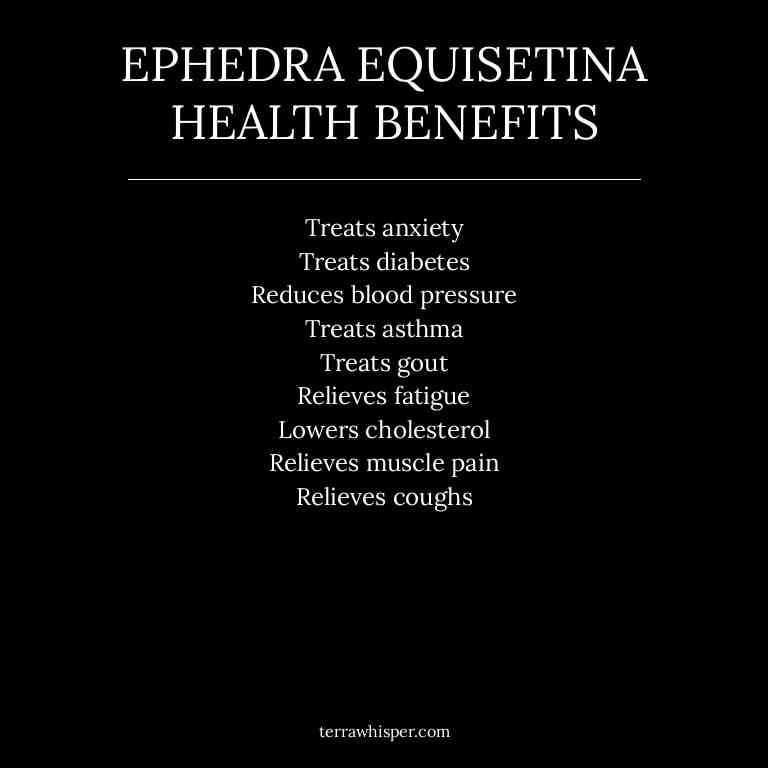 EPHEDRA EQUISETINA
HEALTH BENEFITS
Treats anxiety
Treats diabetes
Reduces blood pressure
Treats asthma
Treats gout
Relieves fatigue
Lowers cholesterol
Relieves muscle pain
Relieves coughs
terrawhisper.com